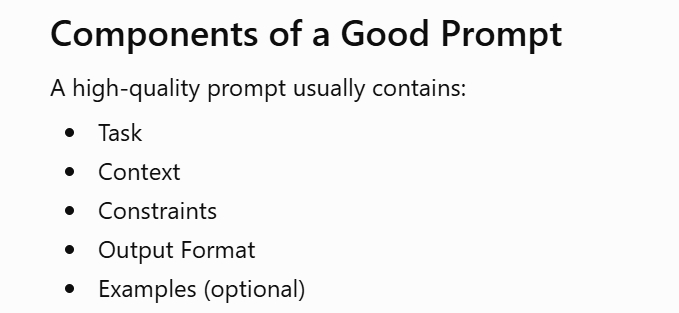 Components of a Good Prompt
A high-quality prompt usually contains:
• Task
• Context
• Constraints
• Output Format
• Examples (optional)